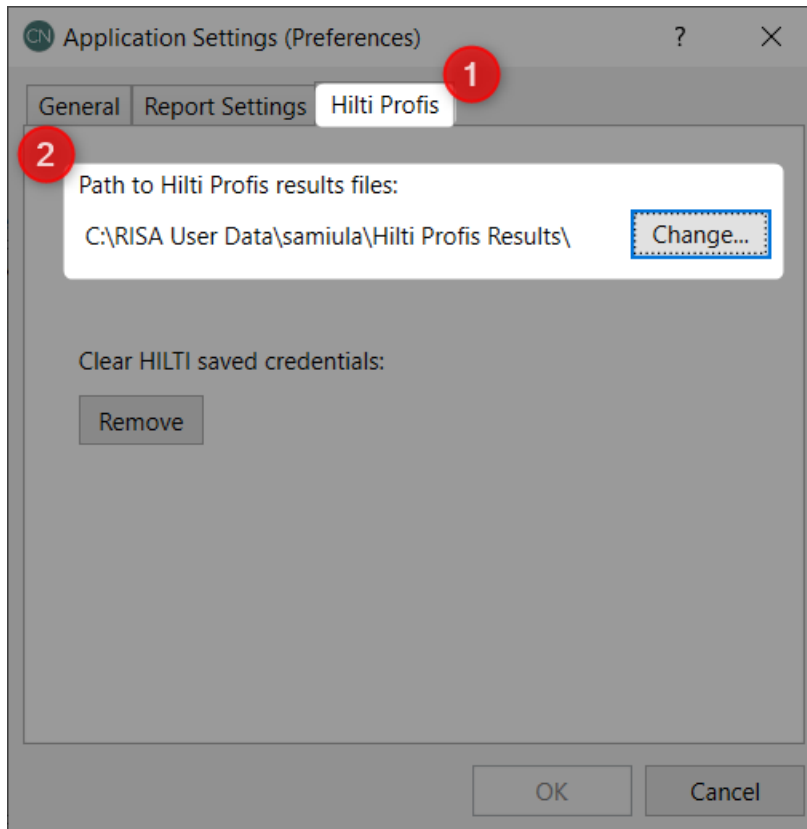 CN Application Settings (Preferences) ? ×
1
General Report Settings Hilti Profis
2
Path to Hilti Profis results files:
C:\RISA User Data\samiula\Hilti Profis Results\ Change...
Clear HILTI saved credentials:
Remove
OK Cancel